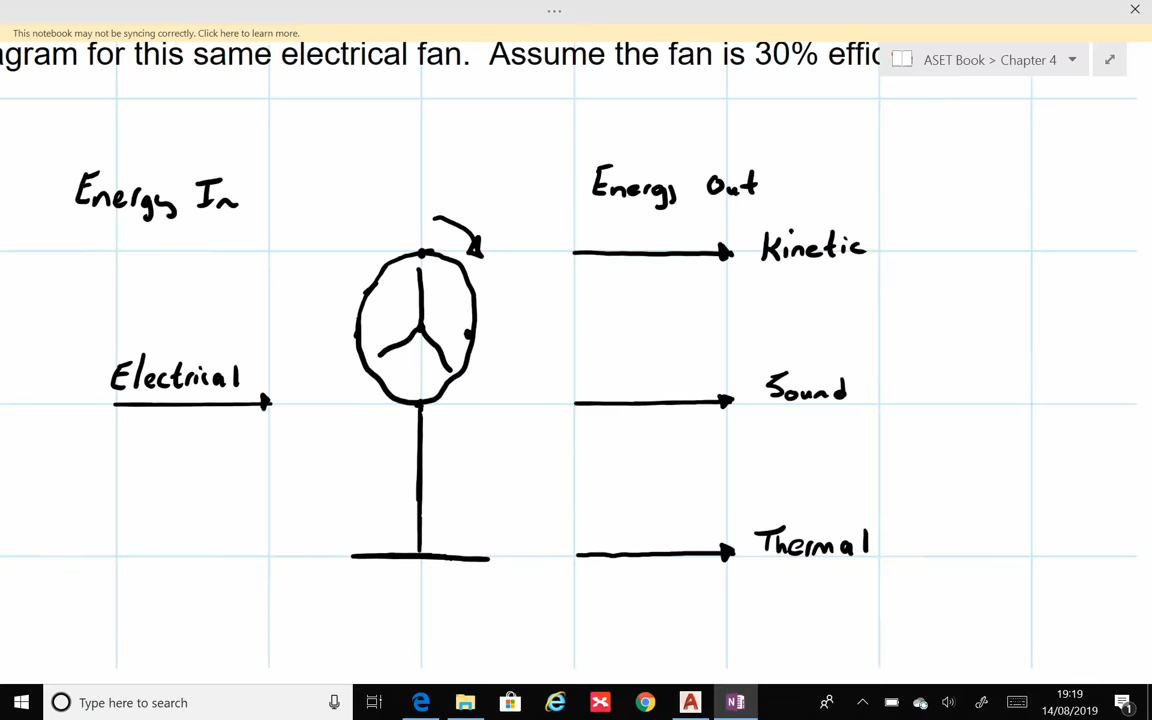 This notebook may not be syncing correctly. Click here to learn more.
agram for this same electrical fan. Assume the fan is 30% effic
ASET Book > Chapter 4
Energy In
Energy Out
Kinetic
Electrical
Sound
Thermal
Type here to search
19:19
14/08/2019
1